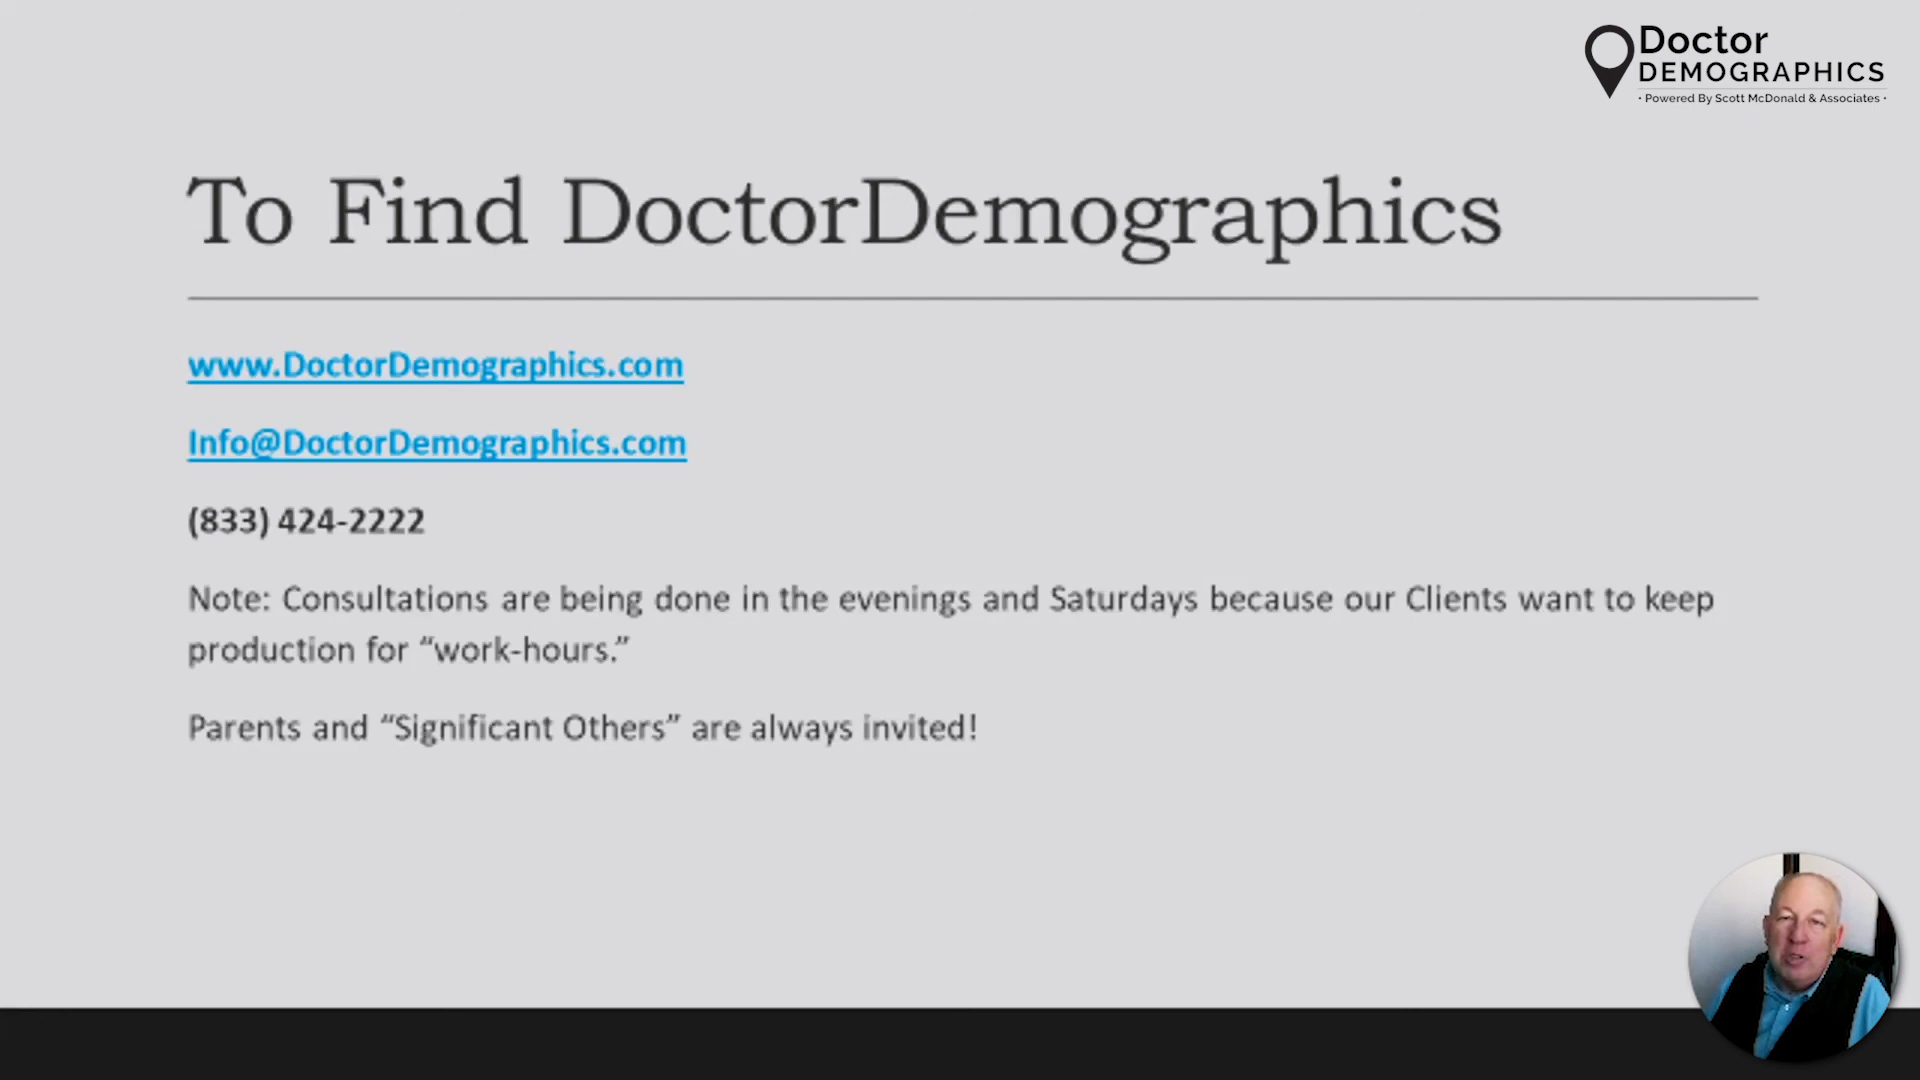 Doctor
DEMOGRAPHICS
• Powered By Scott McDonald & Associates •
To Find DoctorDemographics
www.DoctorDemographics.com
Info@DoctorDemographics.com
(833) 424-2222
Note: Consultations are being done in the evenings and Saturdays because our Clients want to keep
production for “work-hours.”
Parents and “Significant Others” are always invited!